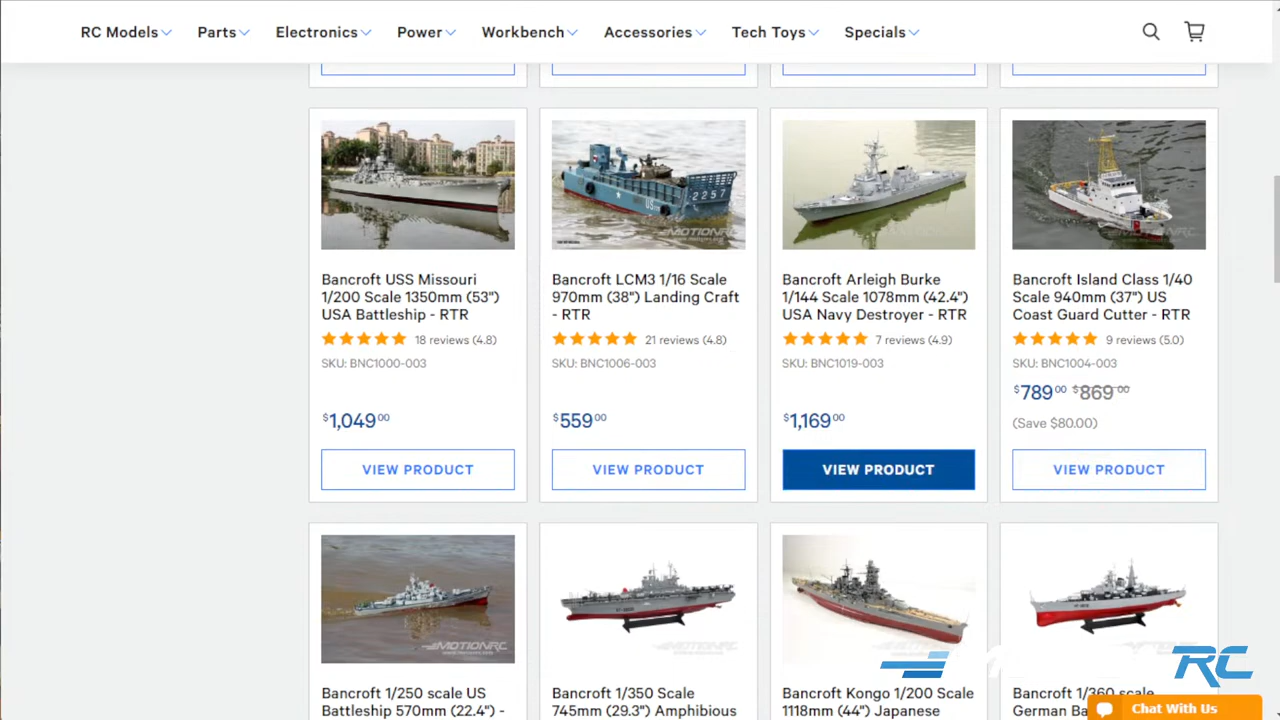 RC Models Parts Electronics Power Workbench Accessories Tech Toys Specials
2257
US
MOTIONRC
MOTIONRC
Bancroft USS Missouri
1/200 Scale 1350mm (53")
USA Battleship - RTR
18 reviews (4.8)
SKU: BNC1000-003
$1,049.00
VIEW PRODUCT
Bancroft LCM3 1/16 Scale
970mm (38") Landing Craft
- RTR
21 reviews (4.8)
SKU: BNC1006-003
$559.00
VIEW PRODUCT
Bancroft Arleigh Burke
1/144 Scale 1078mm (42.4")
USA Navy Destroyer - RTR
7 reviews (4.9)
SKU: BNC1019-003
$1,169.00
VIEW PRODUCT
Bancroft Island Class 1/40
Scale 940mm (37") US
Coast Guard Cutter - RTR
9 reviews (5.0)
SKU: BNC1004-003
$789.00 $869.00
(Save $80.00)
VIEW PRODUCT
MOTIONRC
Bancroft 1/250 scale US
Battleship 570mm (22.4") -
Bancroft 1/350 Scale
745mm (29.3") Amphibious
Bancroft Kongo 1/200 Scale
1118mm (44") Japanese
Bancroft 1/360 scale
German
RC
Chat With Us